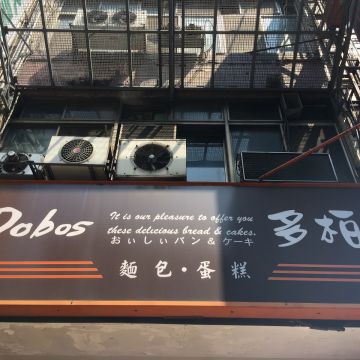 Dobos
It is our pleasure to offer you
these delicious bread & cakes.
おいしいパン&ケーキ
麵包·蛋糕
多